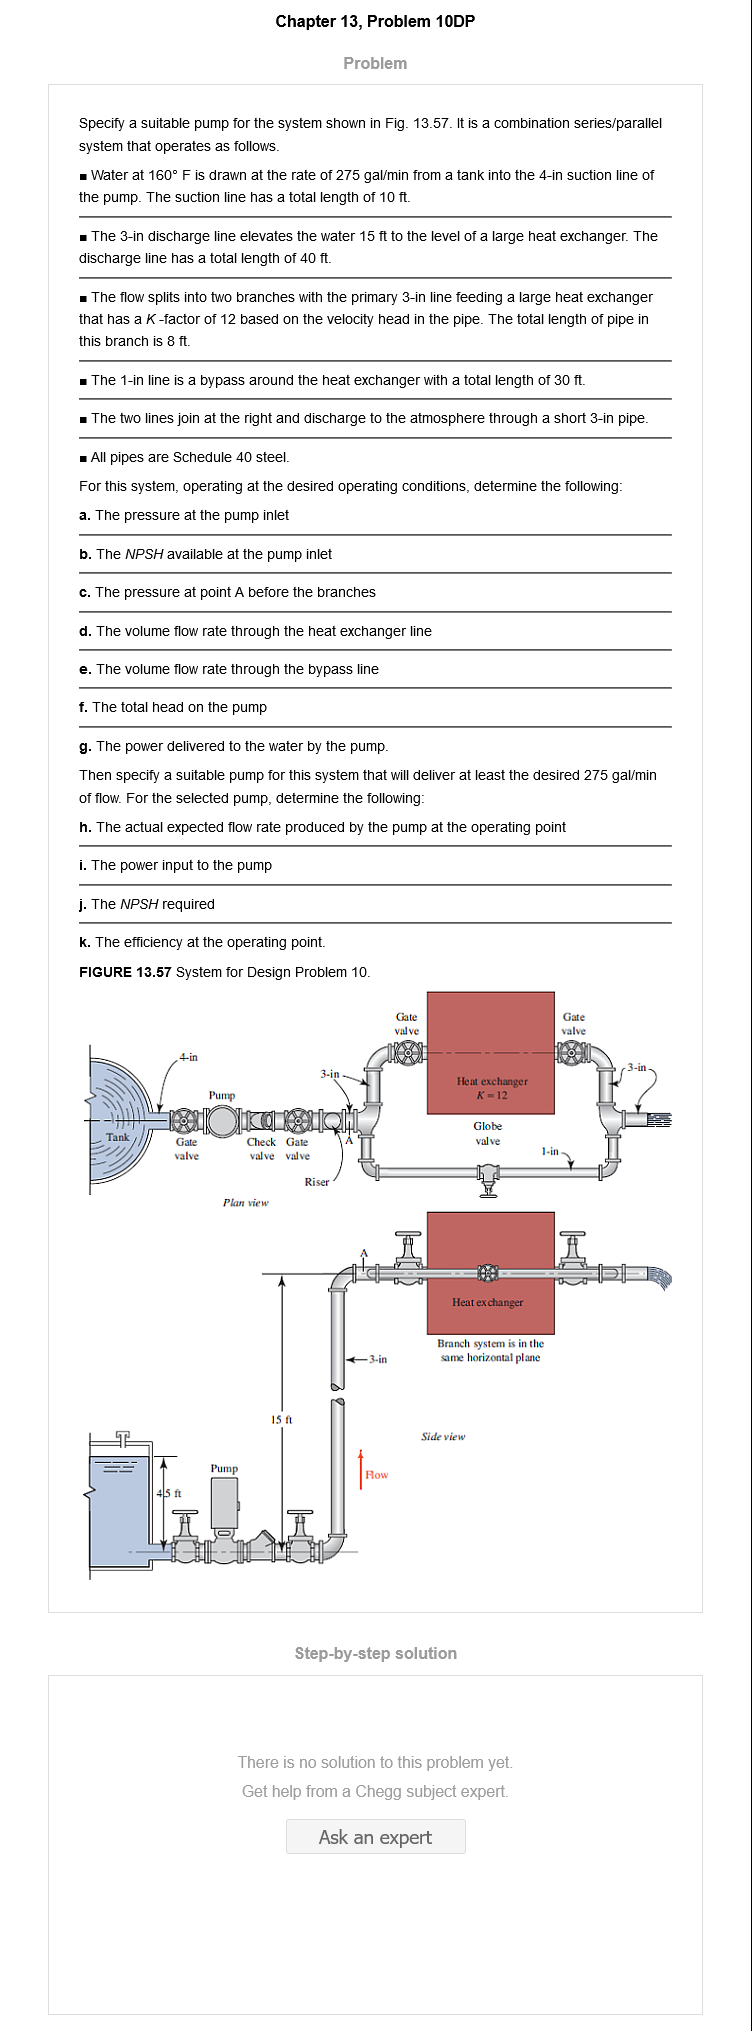 Chapter 13, Problem 10DP
Problem
Specify a suitable pump for the system shown in Fig. 13.57. It is a combination series/parallel
system that operates as follows.
■ Water at 160° F is drawn at the rate of 275 gal/min from a tank into the 4-in suction line of
the pump. The suction line has a total length of 10 ft.
■ The 3-in discharge line elevates the water 15 ft to the level of a large heat exchanger. The
discharge line has a total length of 40 ft.
■ The flow splits into two branches with the primary 3-in line feeding a large heat exchanger
that has a K -factor of 12 based on the velocity head in the pipe. The total length of pipe in
this branch is 8 ft.
■ The 1-in line is a bypass around the heat exchanger with a total length of 30 ft.
■ The two lines join at the right and discharge to the atmosphere through a short 3-in pipe.
■ All pipes are Schedule 40 steel.
For this system, operating at the desired operating conditions, determine the following:
a. The pressure at the pump inlet
b. The NPSH available at the pump inlet
c. The pressure at point A before the branches
d. The volume flow rate through the heat exchanger line
e. The volume flow rate through the bypass line
f. The total head on the pump
g. The power delivered to the water by the pump.
Then specify a suitable pump for this system that will deliver at least the desired 275 gal/min
of flow. For the selected pump, determine the following:
h. The actual expected flow rate produced by the pump at the operating point
i. The power input to the pump
j. The NPSH required
k. The efficiency at the operating point.
FIGURE 13.57 System for Design Problem 10.
Gate
valve
Gate
valve
4-in
3-in
3-in
Pump
Heat exchanger
K = 12
Tank
Gate
valve
Check
valve
Gate
valve
A
Globe
valve
1-in
Riser
Plan view
A
Heat exchanger
Branch system is in the
same horizontal plane
3-in
15 ft
Side view
Pump
Flow
4.5 ft
Step-by-step solution
There is no solution to this problem yet.
Get help from a Chegg subject expert.
Ask an expert